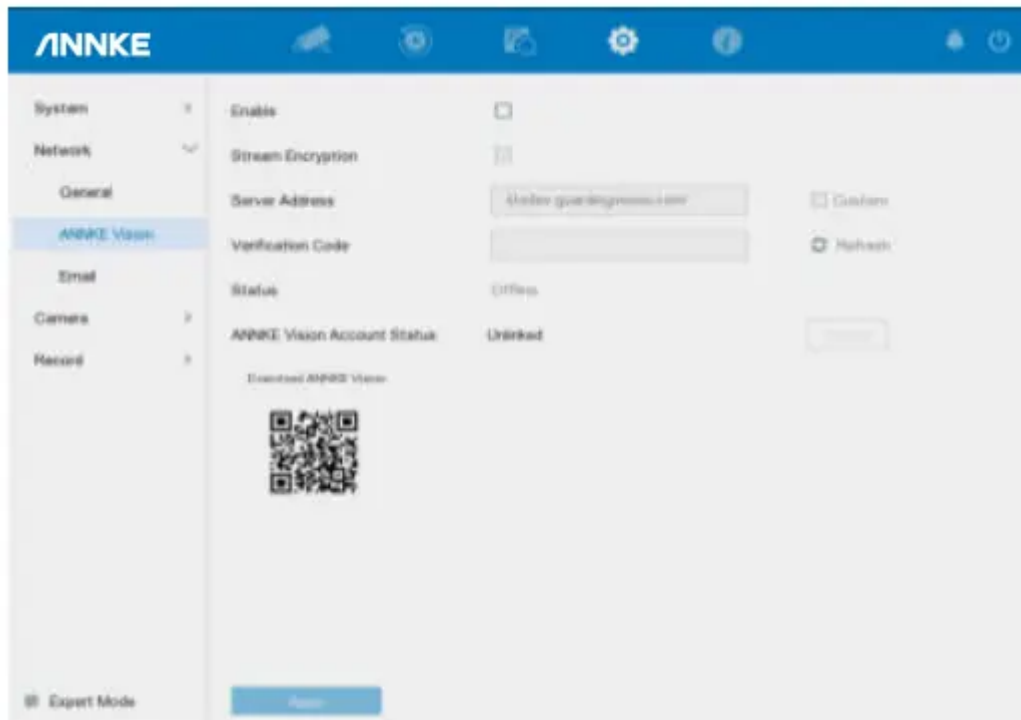 ANNKE
System
Network
General
ANNKE Vision
Email
Camera
Record
Expert Mode
Enable
Stream Encryption
Server Address
Custom
Verification Code
Refresh
Status Offline
ANNKE Vision Account Status Unlinked
Download ANNKE Vision
Apply